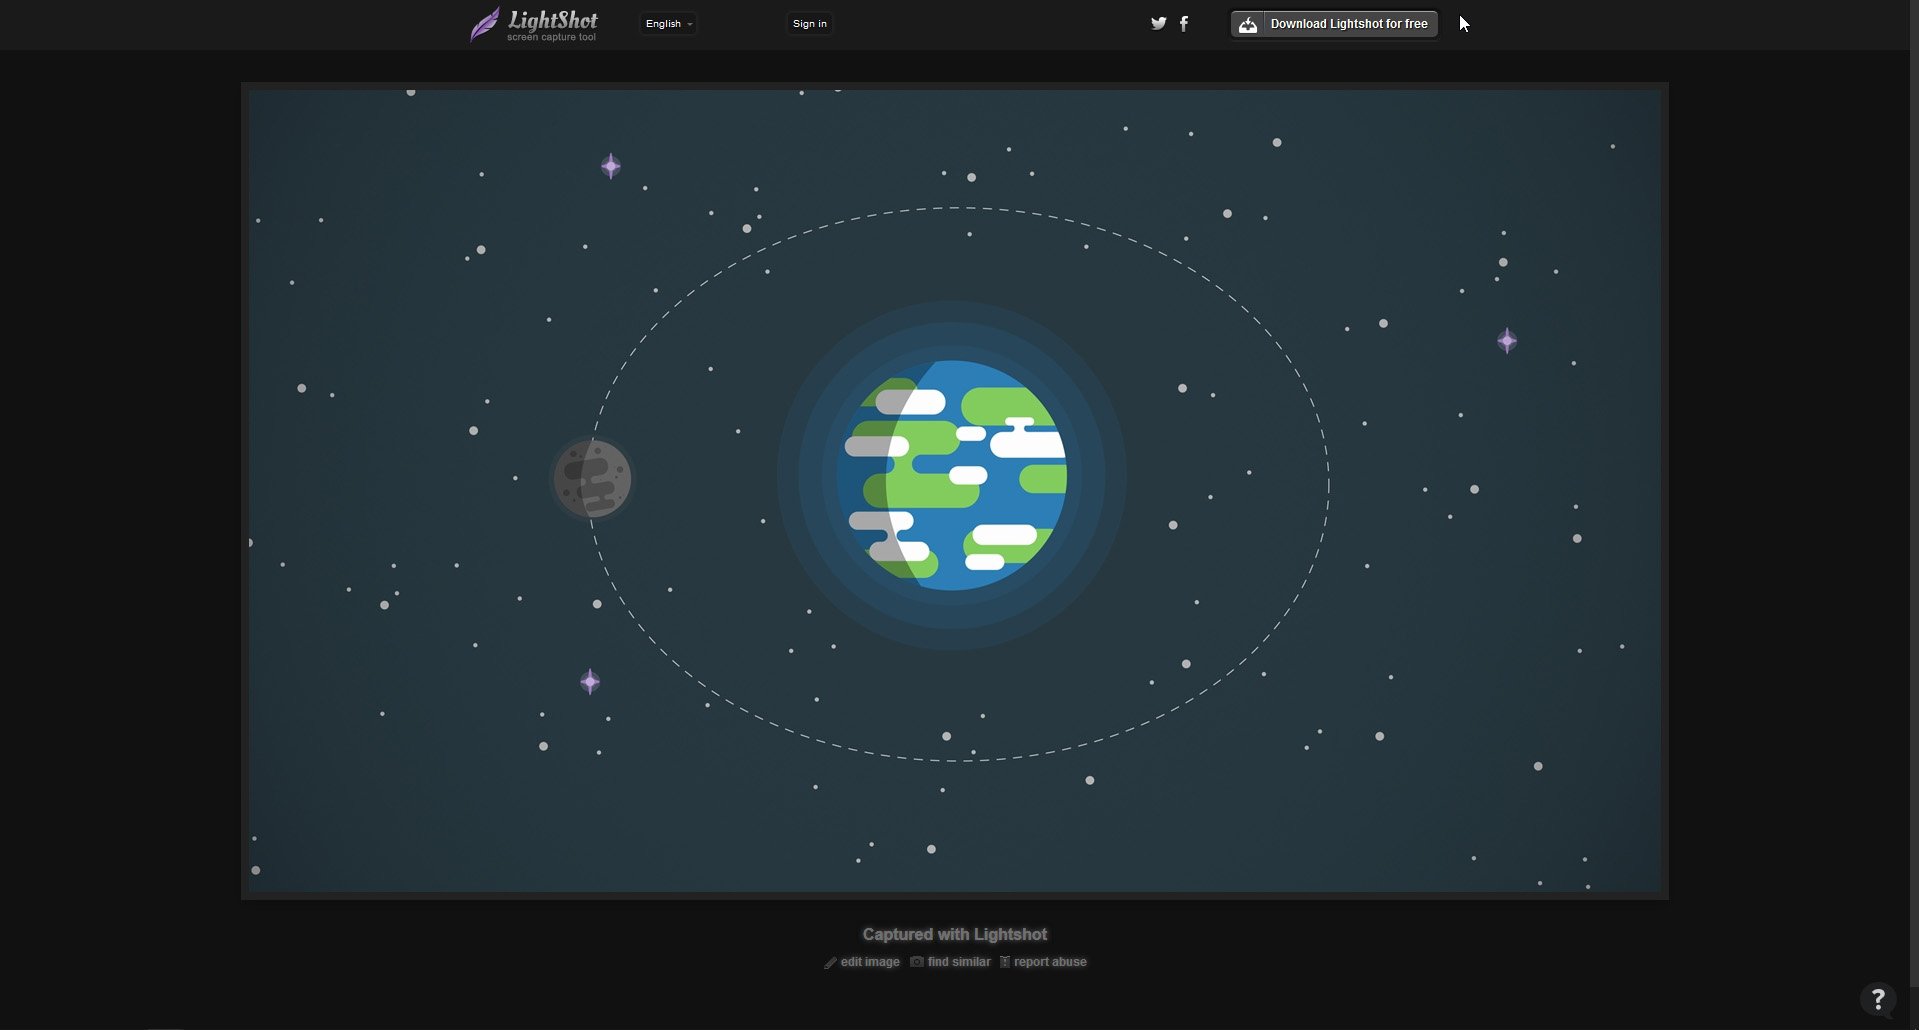 LightShot
screen capture tool
English
Sign in
Download Lightshot for free
Captured with Lightshot
edit image
find similar
report abuse
?